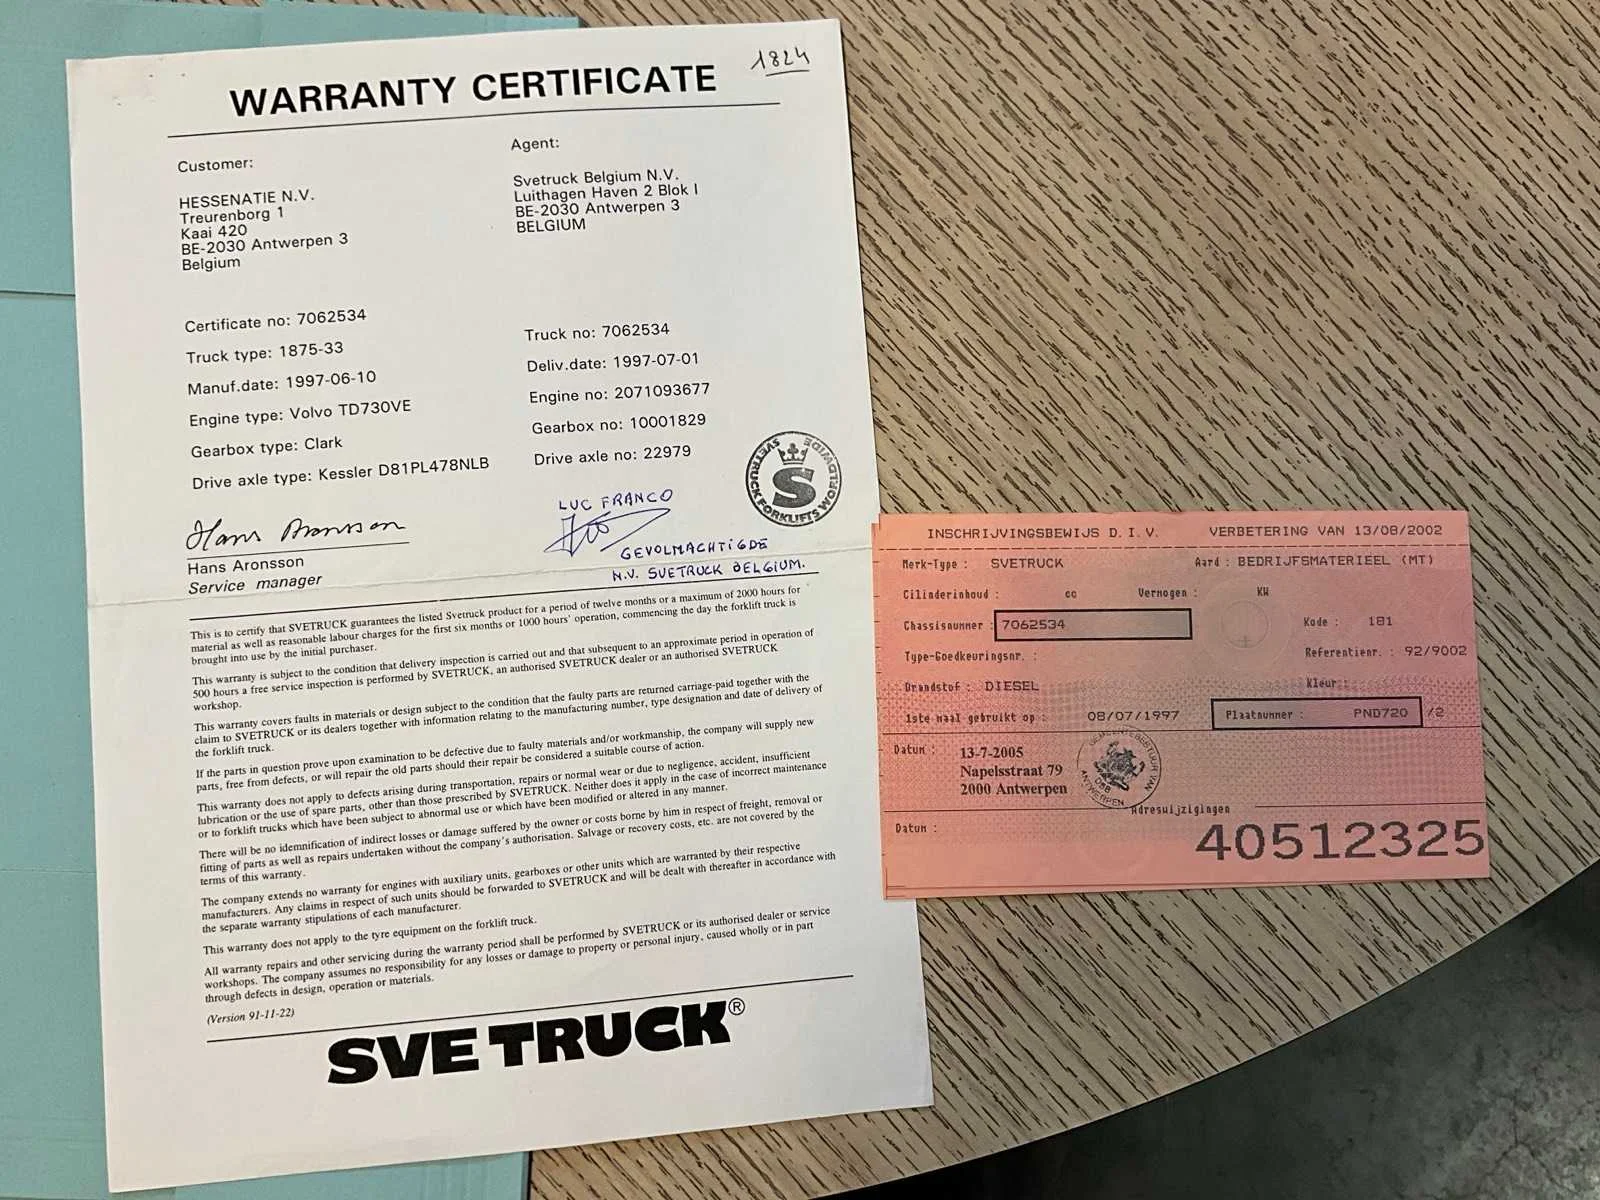 1824
WARRANTY CERTIFICATE
Customer:
HESSENATIE N.V.
Treurenborg 1
Kaai 420
BE-2030 Antwerpen 3
Belgium
Agent:
Svetruck Belgium N.V.
Luithagen Haven 2 Blok I
BE-2030 Antwerpen 3
BELGIUM
Certificate no: 7062534
Truck type: 1875-33
Manuf.date: 1997-06-10
Engine type: Volvo TD730VE
Gearbox type: Clark
Drive axle type: Kessler D81PL478NLB
Truck no: 7062534
Deliv.date: 1997-07-01
Engine no: 2071093677
Gearbox no: 10001829
Drive axle no: 22979
SVETRUCK FORKLIFTS WORLDWIDE
S
Hans Aronsson
Hans Aronsson
Service manager
LUC FRANCO
GEVOLMACHTIGDE
N.V. SVETRUCK BELGIUM.
This is to certify that SVETRUCK guarantees the listed Svetruck product for a period of twelve months or a maximum of 2000 hours for
material as well as reasonable labour charges for the first six months or 1000 hours' operation, commencing the day the forklift truck is
brought into use by the initial purchaser.
This warranty is subject to the condition that delivery inspection is carried out and that subsequent to an approximate period in operation of
500 hours a free service inspection is performed by SVETRUCK, an authorised SVETRUCK dealer or an authorised SVETRUCK
workshop.
This warranty covers faults in materials or design subject to the condition that the faulty parts are returned carriage-paid together with the
claim to SVETRUCK or its dealers together with information relating to the manufacturing number, type designation and date of delivery of
the forklift truck.
If the parts in question prove upon examination to be defective due to faulty materials and/or workmanship, the company will supply new
parts, free from defects, or will repair the old parts should their repair be considered a suitable course of action.
This warranty does not apply to defects arising during transportation, repairs or normal wear or due to negligence, accident, insufficient
lubrication or the use of spare parts, other than those prescribed by SVETRUCK. Neither does it apply in the case of incorrect maintenance
or to forklift trucks which have been subject to abnormal use or which have been modified or altered in any manner.
There will be no idemnification of indirect losses or damage suffered by the owner or costs borne by him in respect of freight, removal or
fitting of parts as well as repairs undertaken without the company's authorisation. Salvage or recovery costs, etc. are not covered by the
terms of this warranty.
The company extends no warranty for engines with auxiliary units, gearboxes or other units which are warranted by their respective
manufacturers. Any claims in respect of such units should be forwarded to SVETRUCK and will be dealt with thereafter in accordance with
the separate warranty stipulations of each manufacturer.
This warranty does not apply to the tyre equipment on the forklift truck.
All warranty repairs and other servicing during the warranty period shall be performed by SVETRUCK or its authorised dealer or service
workshops. The company assumes no responsibility for any losses or damage to property or personal injury, caused wholly or in part
through defects in design, operation or materials.
(Version 91-11-22)
SVE TRUCK®
INSCHRIJVINGSBEWIJS D.I.V. VERBETERING VAN 13/08/2002
Merk-Type : SVETRUCK Aard : BEDRIJFSMATERIEEL (MT)
Cilinderinhoud : cc Vermogen : KW
Chassisnummer : 7062534 Kode : 181
Type-Goedkeuringsnr. : Referentienr. : 92/9002
Brandstof : DIESEL Kleur :
1ste maal gebruikt op : 08/07/1997 Plaatnummer : PND720 /2
Datum : 13-7-2005
Napelsstraat 79
2000 Antwerpen
GEMEENTEBESTUUR VAN ANTWERPEN
DBB
Adreswijzigingen
Datum :
40512325